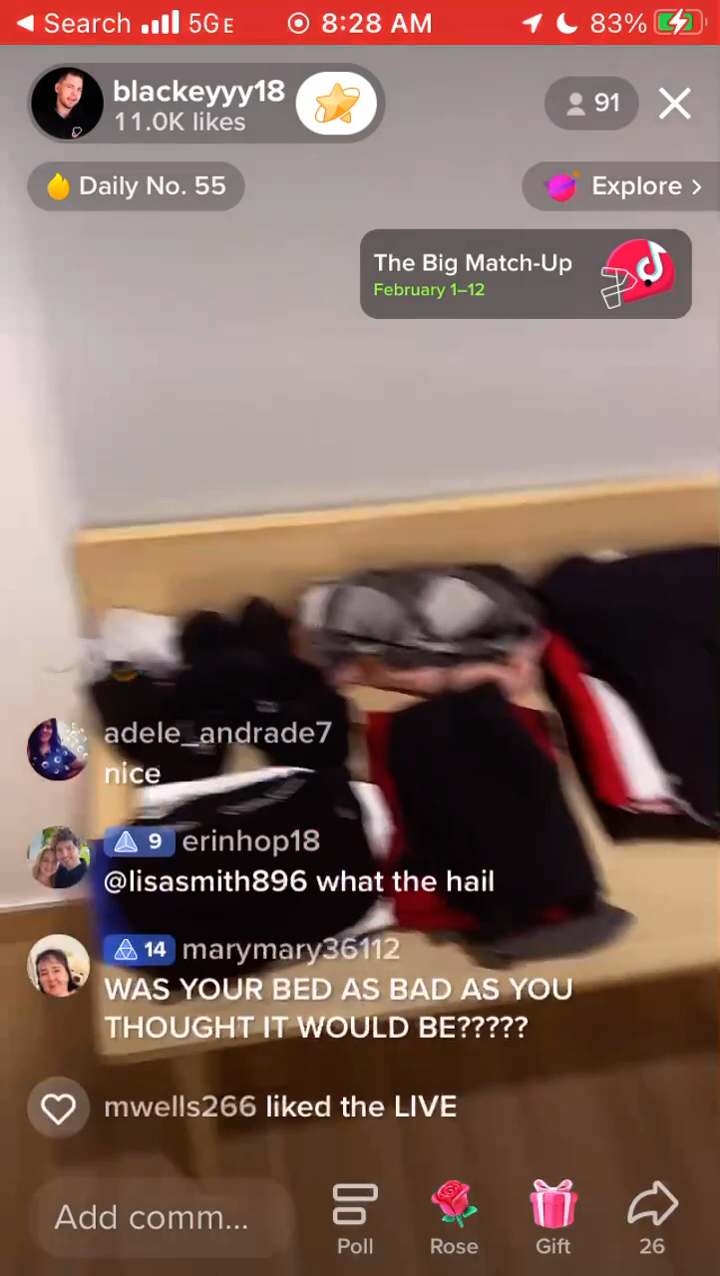 Search 5GE 8:28 AM 83%
blackeyyy18
11.0K likes
91
Daily No. 55
Explore >
The Big Match-Up
February 1–12
adele_andrade7
nice
9 erinhop18
@lisasmith896 what the hail
14 marymary36112
WAS YOUR BED AS BAD AS YOU
THOUGHT IT WOULD BE?????
mwells266 liked the LIVE
Add comm...
Poll
Rose
Gift
26